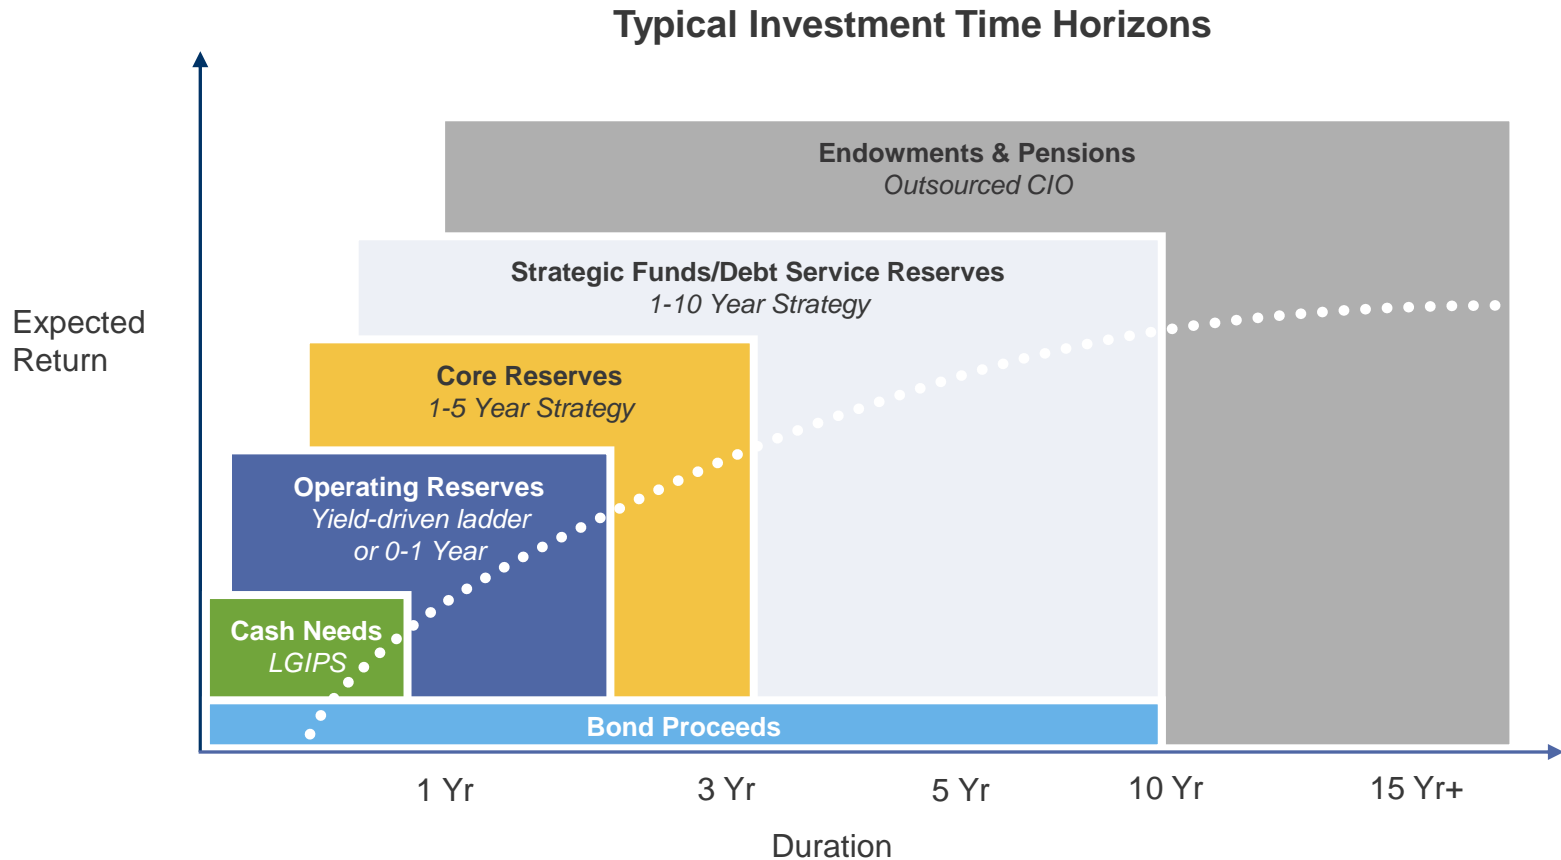 Typical Investment Time Horizons
Endowments & Pensions
Outsourced CIO
Strategic Funds/Debt Service Reserves
1-10 Year Strategy
Expected
Return
Core Reserves
1-5 Year Strategy
Operating Reserves
Yield-driven ladder
or 0-1 Year
Cash Needs
LGIPS
Bond Proceeds
1 Yr
3 Yr
5 Yr
10 Yr
15 Yr+
Duration